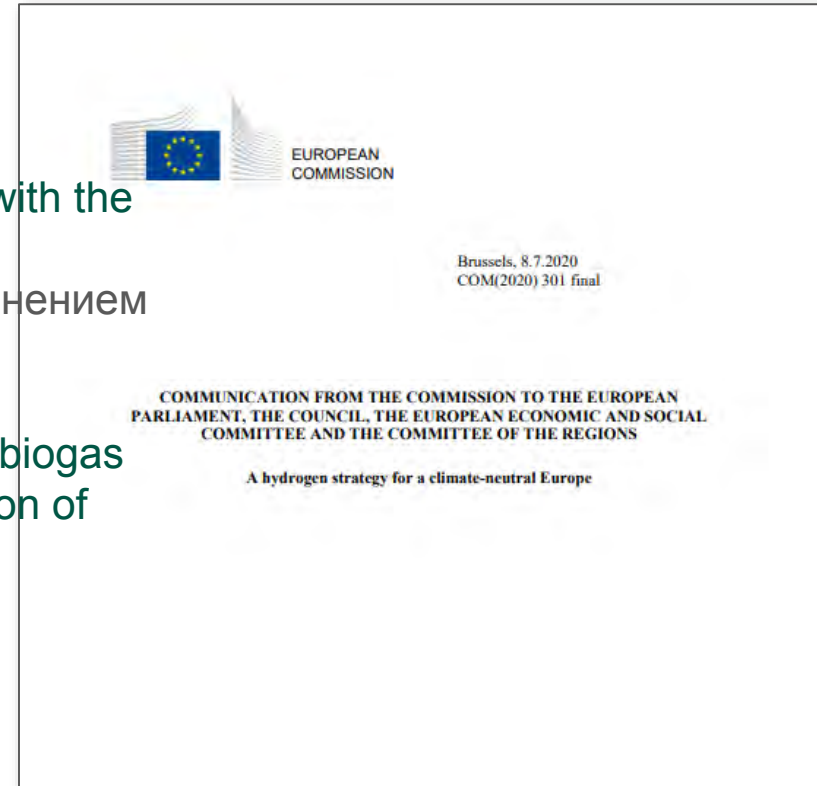 EUROPEAN
COMMISSION
with the
Brussels, 8.7.2020
COM(2020) 301 final
нением
COMMUNICATION FROM THE COMMISSION TO THE EUROPEAN
PARLIAMENT, THE COUNCIL, THE EUROPEAN ECONOMIC AND SOCIAL
COMMITTEE AND THE COMMITTEE OF THE REGIONS
biogas
A hydrogen strategy for a climate-neutral Europe
on of